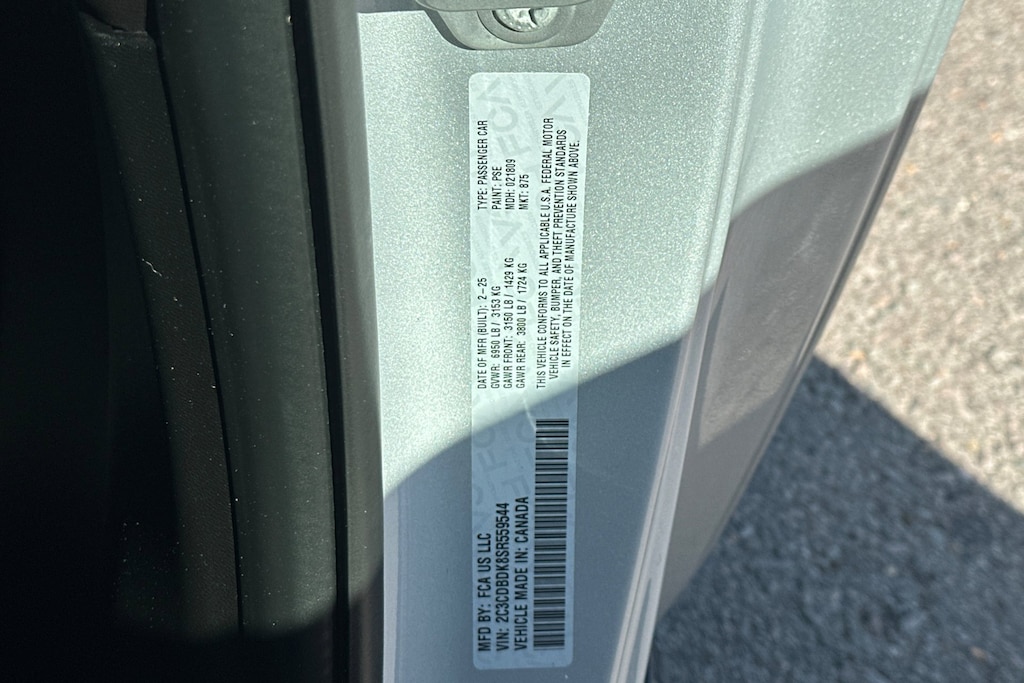 MFD BY: FCA US LLC
VIN: 2C3CDBDK8SR559544
VEHICLE MADE IN: CANADA
DATE OF MFR (BUILT): 2-25
GVWR: 6950 LB / 3153 KG
GAWR FRONT: 3150 LB / 1429 KG
GAWR REAR: 3800 LB / 1724 KG
TYPE: PASSENGER CAR
PAINT: PSE
MDH: 021809
MKT: 875
THIS VEHICLE CONFORMS TO ALL APPLICABLE U.S.A. FEDERAL MOTOR
VEHICLE SAFETY, BUMPER, AND THEFT PREVENTION STANDARDS
IN EFFECT ON THE DATE OF MANUFACTURE SHOWN ABOVE.